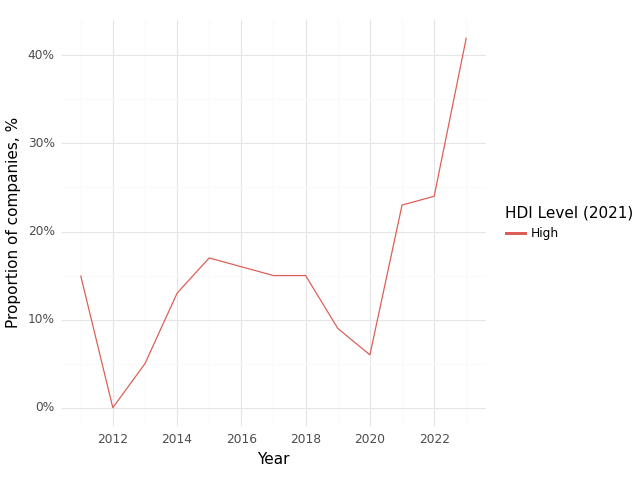 40%
30%
20%
10%
0%
Proportion of companies, %
2012 2014 2016 2018 2020 2022
Year
HDI Level (2021)
High